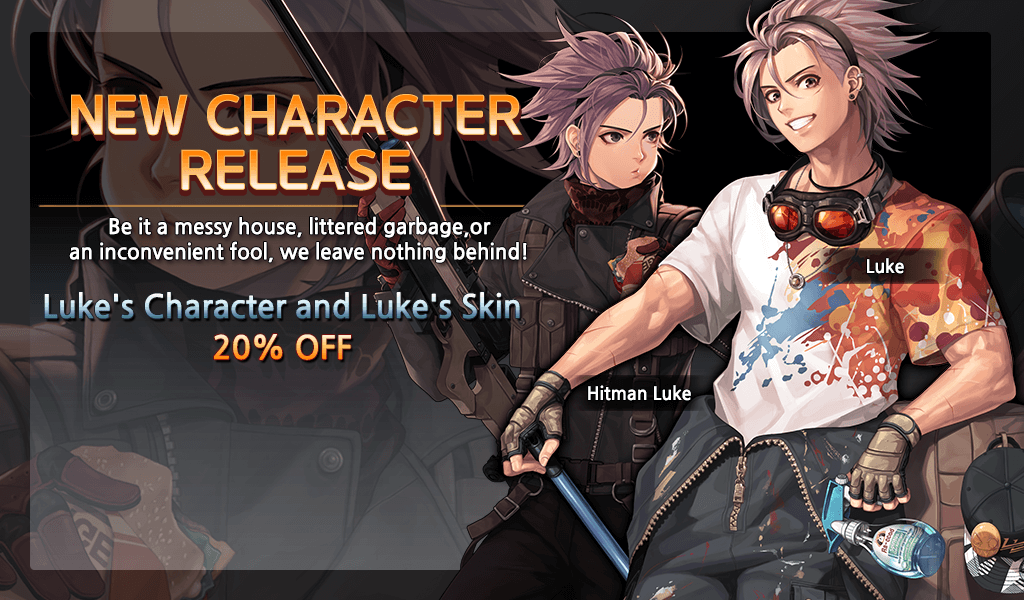 NEW CHARACTER
RELEASE
Be it a messy house, littered garbage,or
an inconvenient fool, we leave nothing behind!
Luke's Character and Luke's Skin
20% OFF
Luke
Hitman Luke